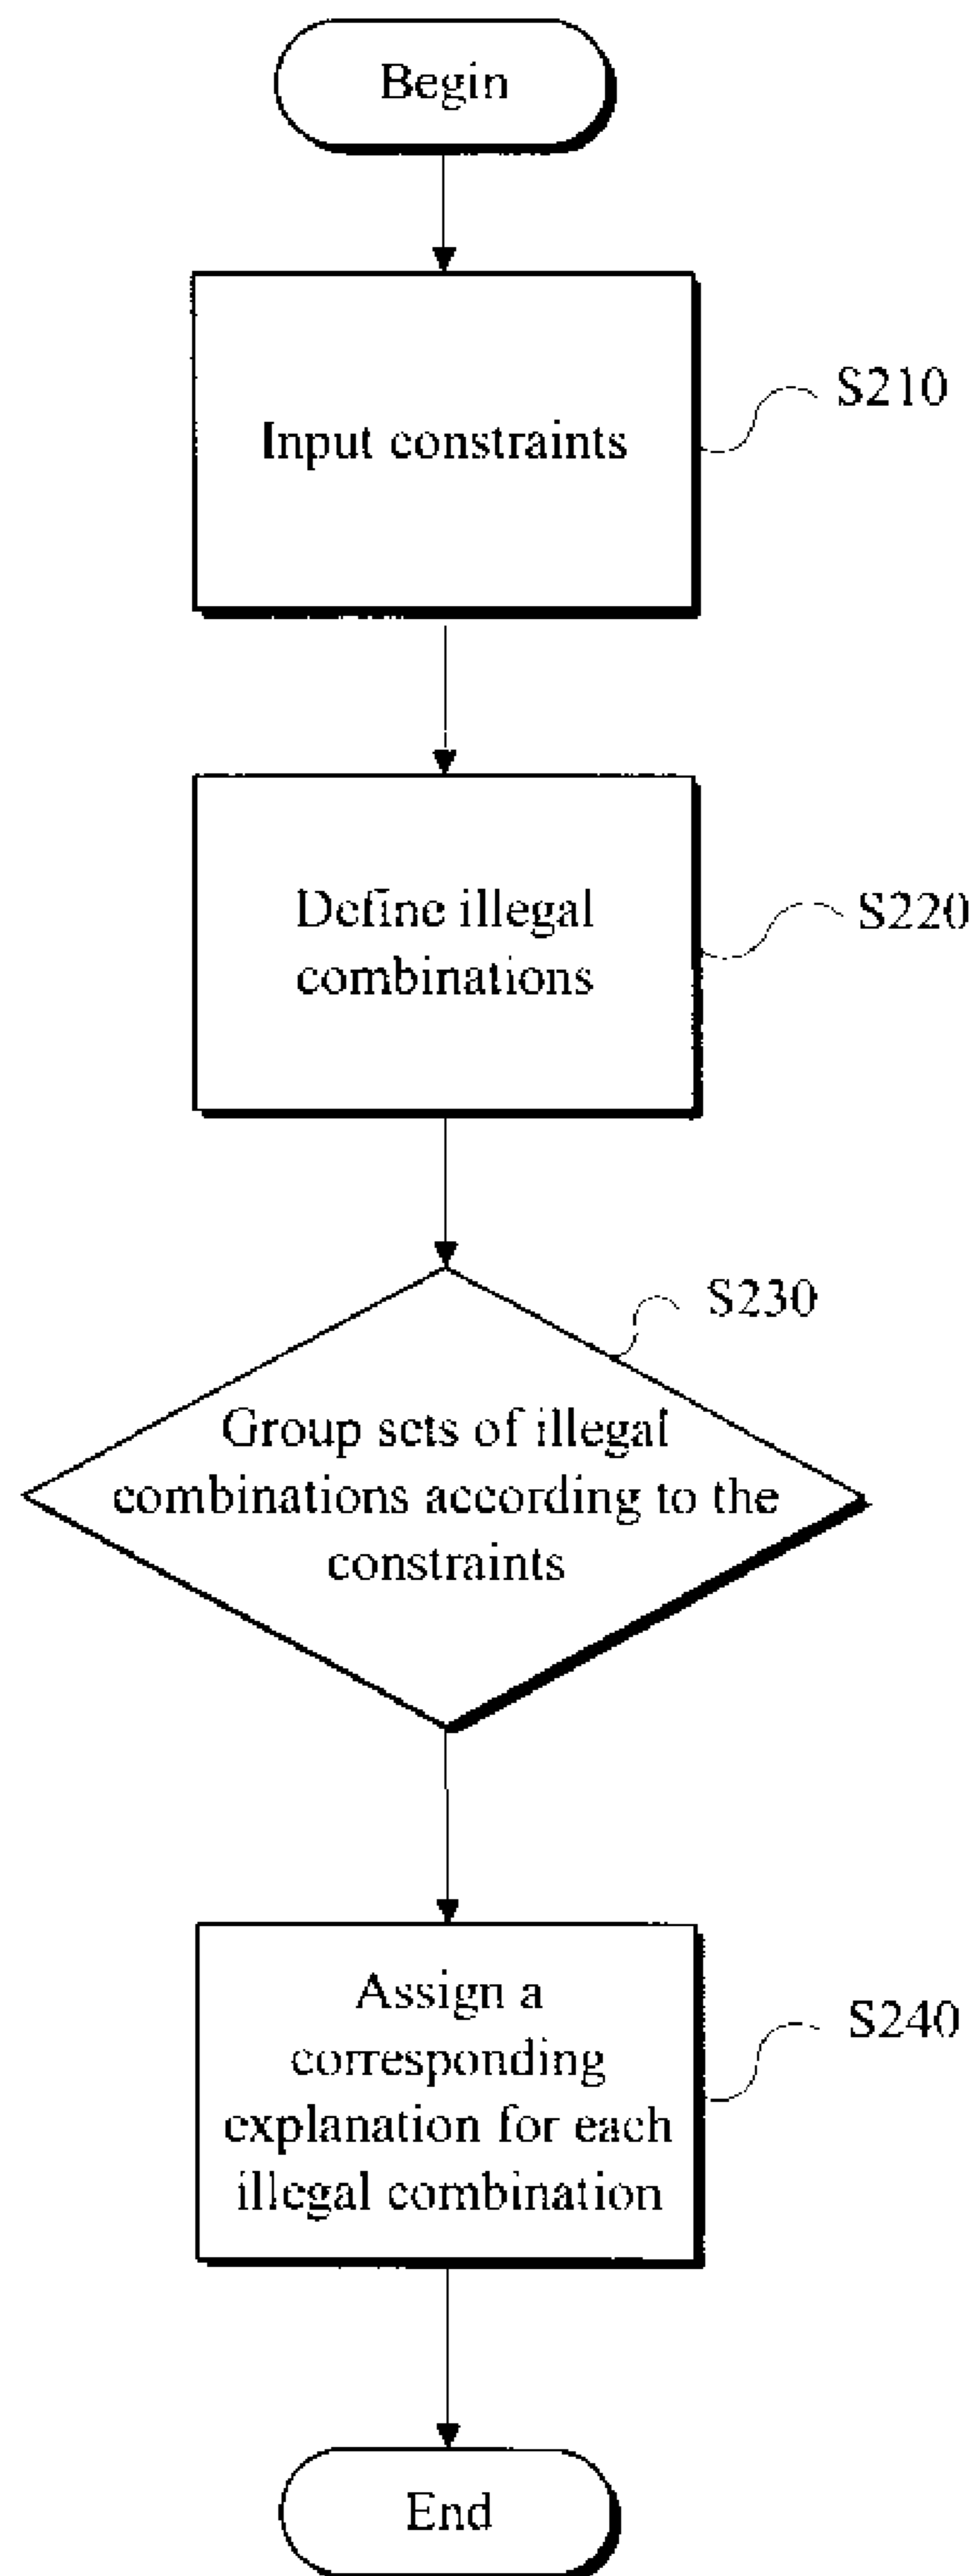 Begin
Input constraints
S210
Define illegal
combinations
S220
S230
Group sets of illegal
combinations according to the
constraints
Assign a
corresponding
explanation for each
illegal combination
S240
End